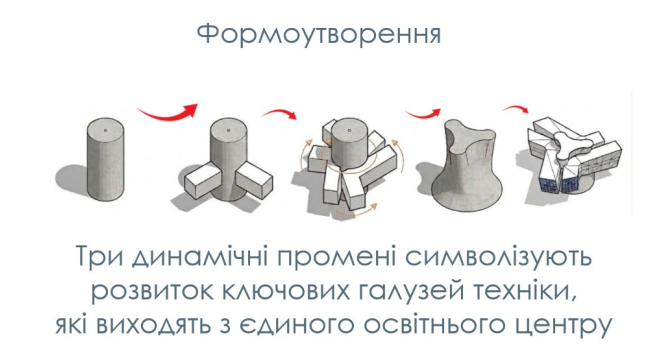 Формоутворення
Три динамічні промені символізують
розвиток ключових галузей техніки,
які виходять з єдиного освітнього центру